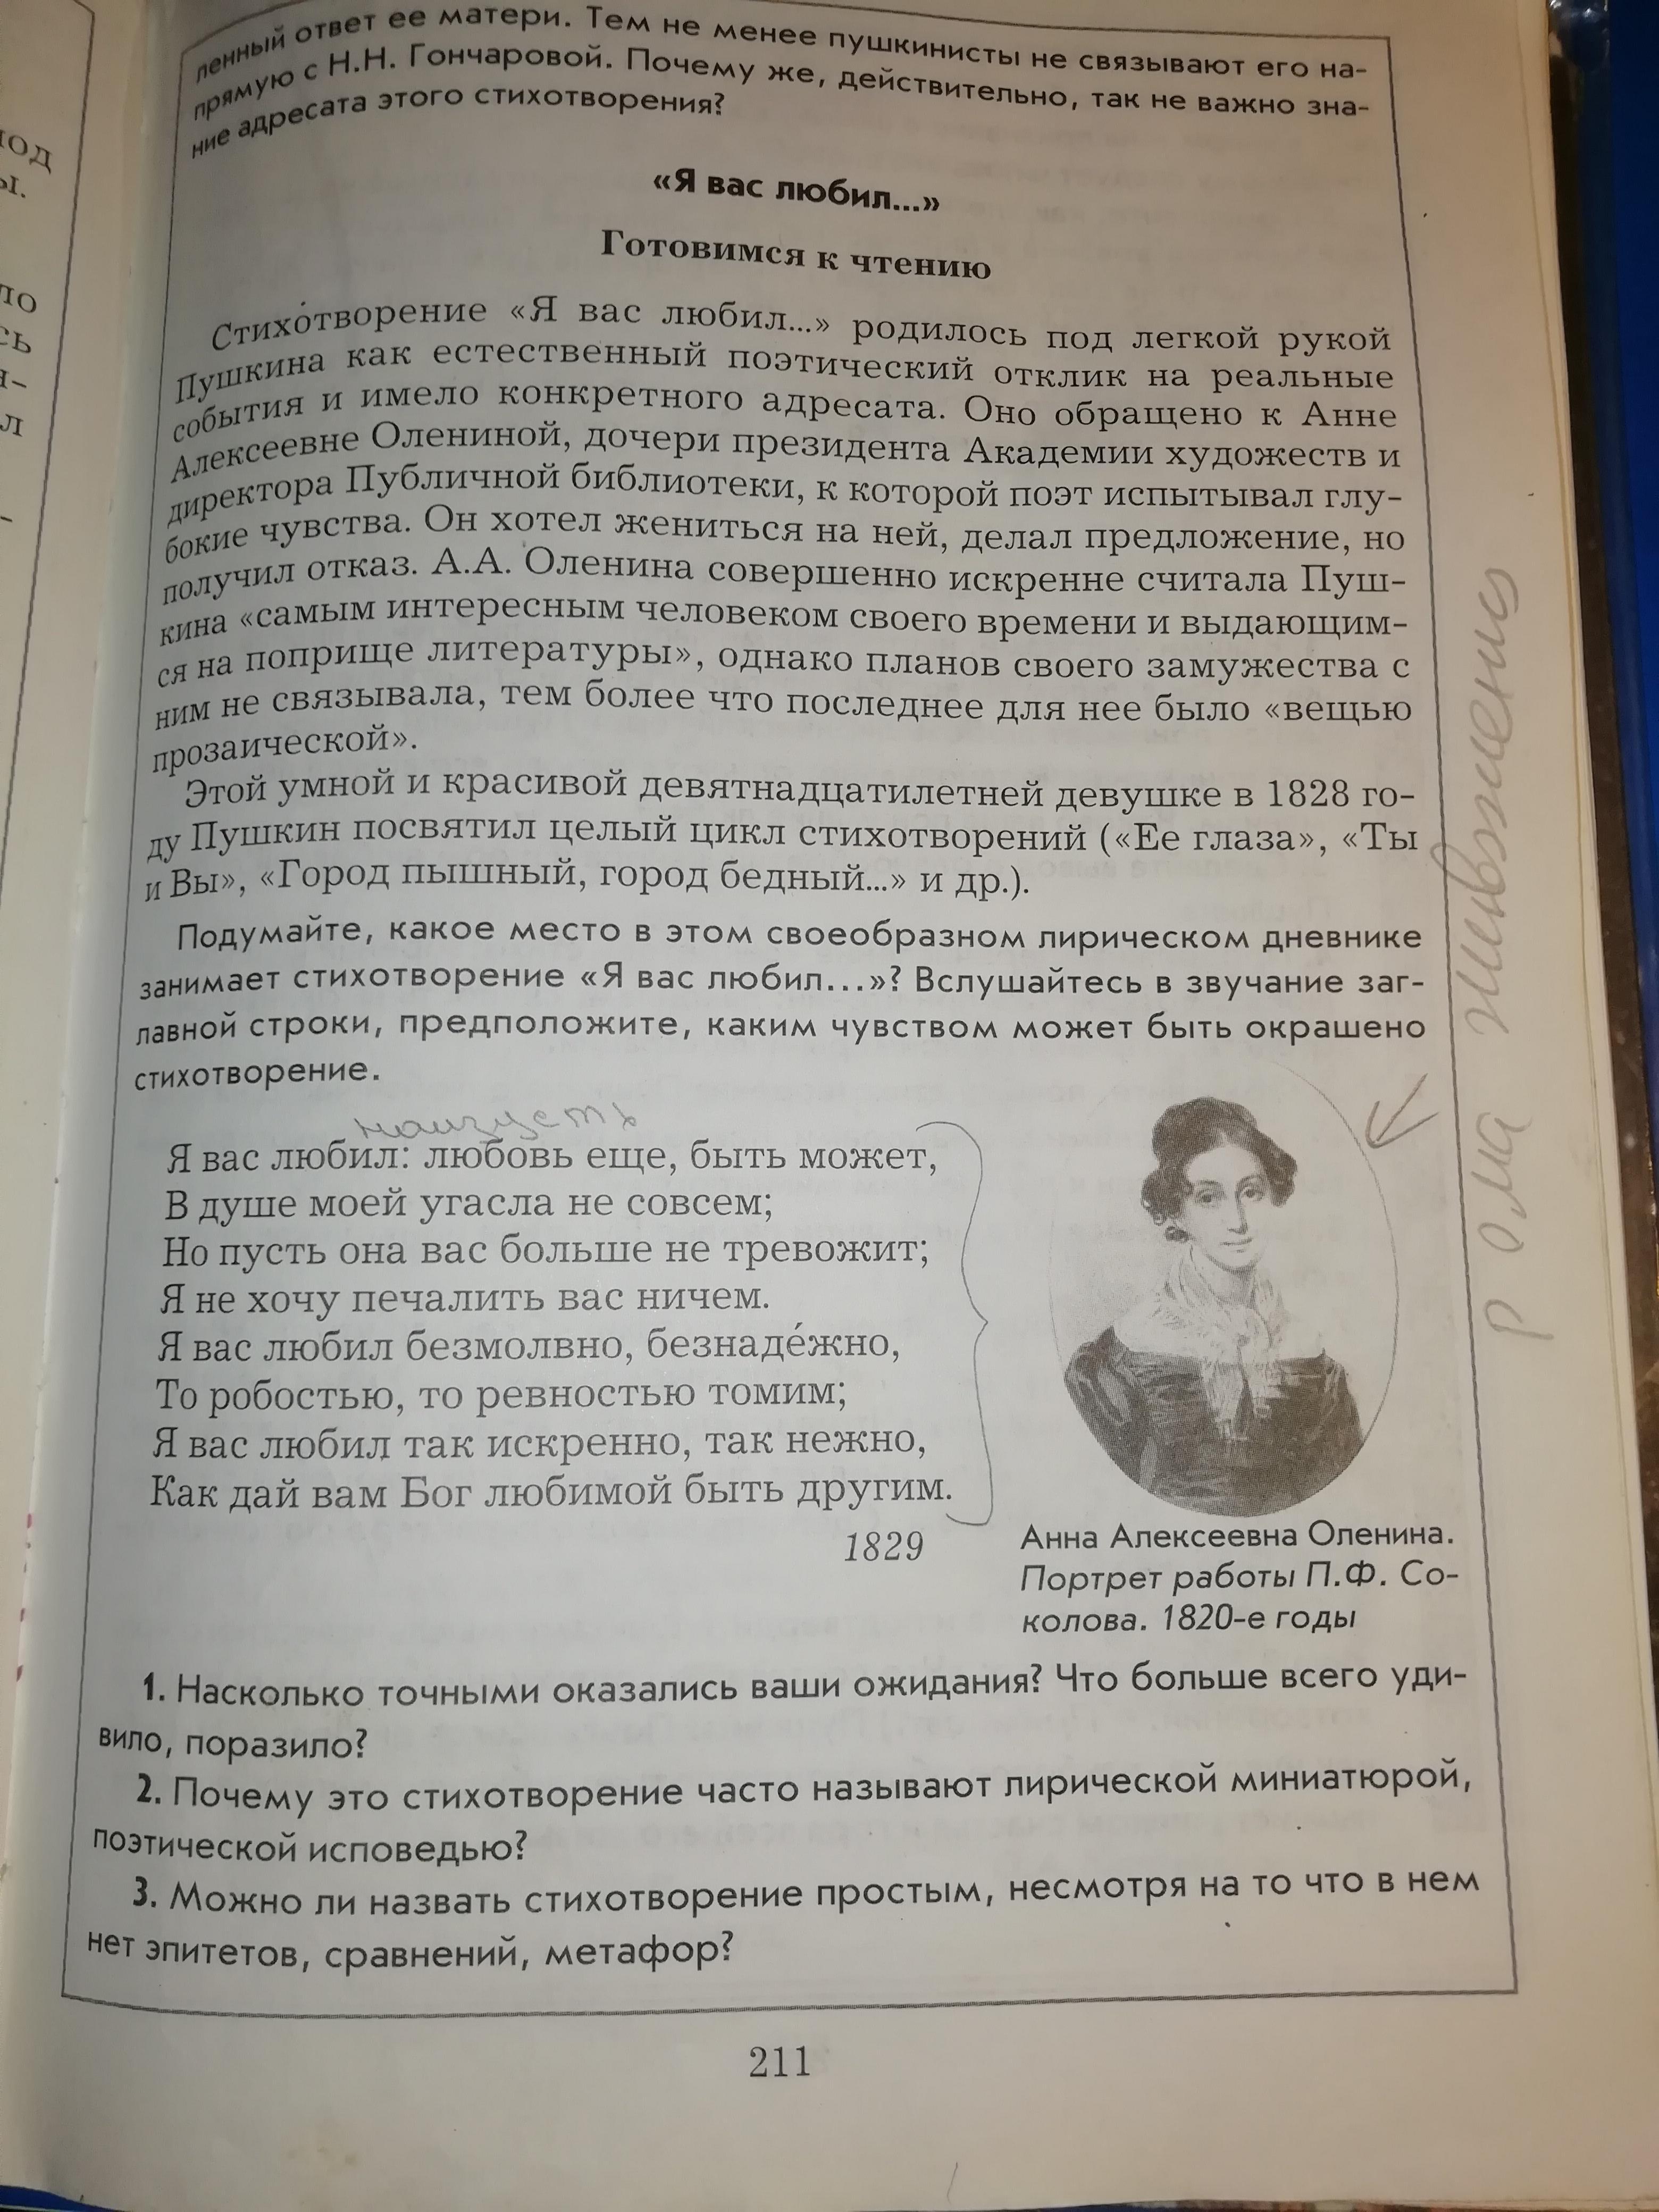 ленный ответ ее матери. Тем не менее пушкинисты не связывают его на-
прямую с Н.Н. Гончаровой. Почему же, действительно, так не важно зна-
ние адресата этого стихотворения?
«Я вас любил...»
Готовимся к чтению
Стихо́творение «Я вас любил...» родилось под легкой рукой
Пушкина как естественный поэтический отклик на реальные
события и имело конкретного адресата. Оно обращено к Анне
Алексеевне Олениной, дочери президента Академии художеств и
директора Публичной библиотеки, к которой поэт испытывал глу-
бокие чувства. Он хотел жениться на ней, делал предложение, но
получил отказ. А.А. Оленина совершенно искренне считала Пуш-
кина «самым интересным человеком своего времени и выдающим-
ся на поприще литературы», однако планов своего замужества с
ним не связывала, тем более что последнее для нее было «вещью
прозаической».
Этой умной и красивой девятнадцатилетней девушке в 1828 го-
ду Пушкин посвятил целый цикл стихотворений («Ее глаза», «Ты
и Вы», «Город пышный, город бедный...» и др.).
Подумайте, какое место в этом своеобразном лирическом дневнике
занимает стихотворение «Я вас любил...»? Вслушайтесь в звучание заг-
лавной строки, предположите, каким чувством может быть окрашено
стихотворение.
наизусть
Я вас любил: любовь еще, быть может,
В душе моей угасла не совсем;
Но пусть она вас больше не тревожит;
Я не хочу печалить вас ничем.
Я вас любил безмолвно, безнаде́жно,
То робостью, то ревностью томим;
Я вас любил так искренно, так нежно,
Как дай вам Бог любимой быть другим.
1829
Анна Алексеевна Оленина.
Портрет работы П.Ф. Со-
колова. 1820-е годы
1. Насколько точными оказались ваши ожидания? Что больше всего уди-
вило, поразило?
2. Почему это стихотворение часто называют лирической миниатюрой,
поэтической исповедью?
3. Можно ли назвать стихотворение простым, несмотря на то что в нем
нет эпитетов, сравнений, метафор?
211